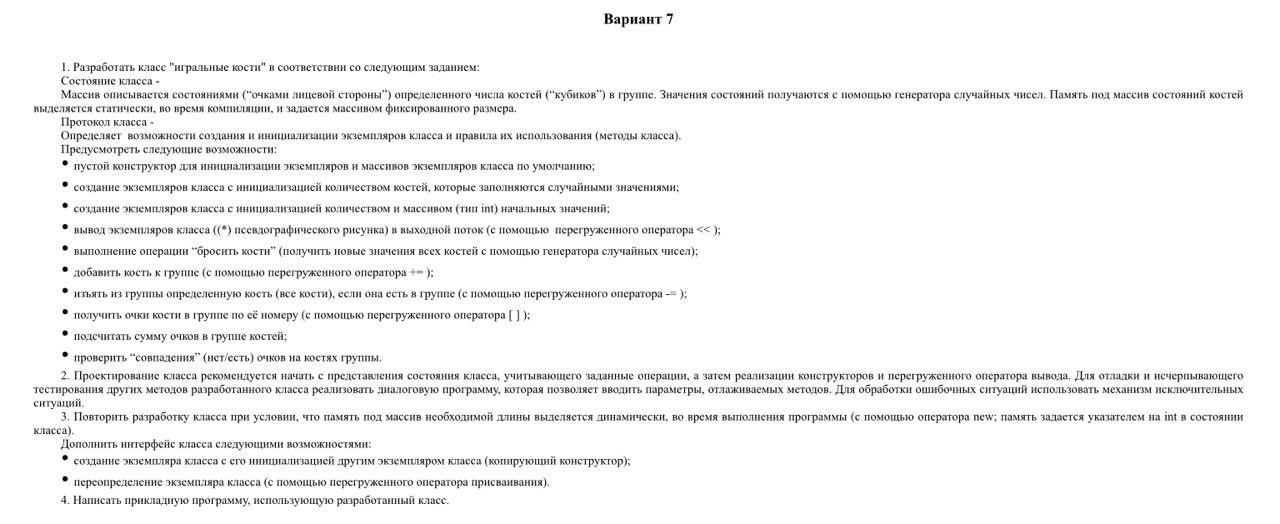 Вариант 7
1. Разработать класс "игральные кости" в соответствии со следующим заданием:
Состояние класса -
Массив описывается состояниями (“очками лицевой стороны”) определенного числа костей (“кубиков”) в группе. Значения состояний получаются с помощью генератора случайных чисел. Память под массив состояний костей
выделяется статически, во время компиляции, и задается массивом фиксированного размера.
Протокол класса -
Определяет возможности создания и инициализации экземпляров класса и правила их использования (методы класса).
Предусмотреть следующие возможности:
• пустой конструктор для инициализации экземпляров и массивов экземпляров класса по умолчанию;
• создание экземпляров класса с инициализацией количеством костей, которые заполняются случайными значениями;
• создание экземпляров класса с инициализацией количеством и массивом (тип int) начальных значений;
• вывод экземпляров класса ((*) псевдографического рисунка) в выходной поток (с помощью перегруженного оператора << );
• выполнение операции “бросить кости” (получить новые значения всех костей с помощью генератора случайных чисел);
• добавить кость к группе (с помощью перегруженного оператора += );
• изъять из группы определенную кость (все кости), если она есть в группе (с помощью перегруженного оператора -= );
• получить очки кости в группе по её номеру (с помощью перегруженного оператора [ ] );
• подсчитать сумму очков в группе костей;
• проверить “совпадения” (нет/есть) очков на костях группы.
2. Проектирование класса рекомендуется начать с представления состояния класса, учитывающего заданные операции, а затем реализации конструкторов и перегруженного оператора вывода. Для отладки и исчерпывающего
тестирования других методов разработанного класса реализовать диалоговую программу, которая позволяет вводить параметры, отлаживаемых методов. Для обработки ошибочных ситуаций использовать механизм исключительных
ситуаций.
3. Повторить разработку класса при условии, что память под массив необходимой длины выделяется динамически, во время выполнения программы (с помощью оператора new; память задается указателем на int в состоянии
класса).
Дополнить интерфейс класса следующими возможностями:
• создание экземпляра класса с его инициализацией другим экземпляром класса (копирующий конструктор);
• переопределение экземпляра класса (с помощью перегруженного оператора присваивания).
4. Написать прикладную программу, использующую разработанный класс.